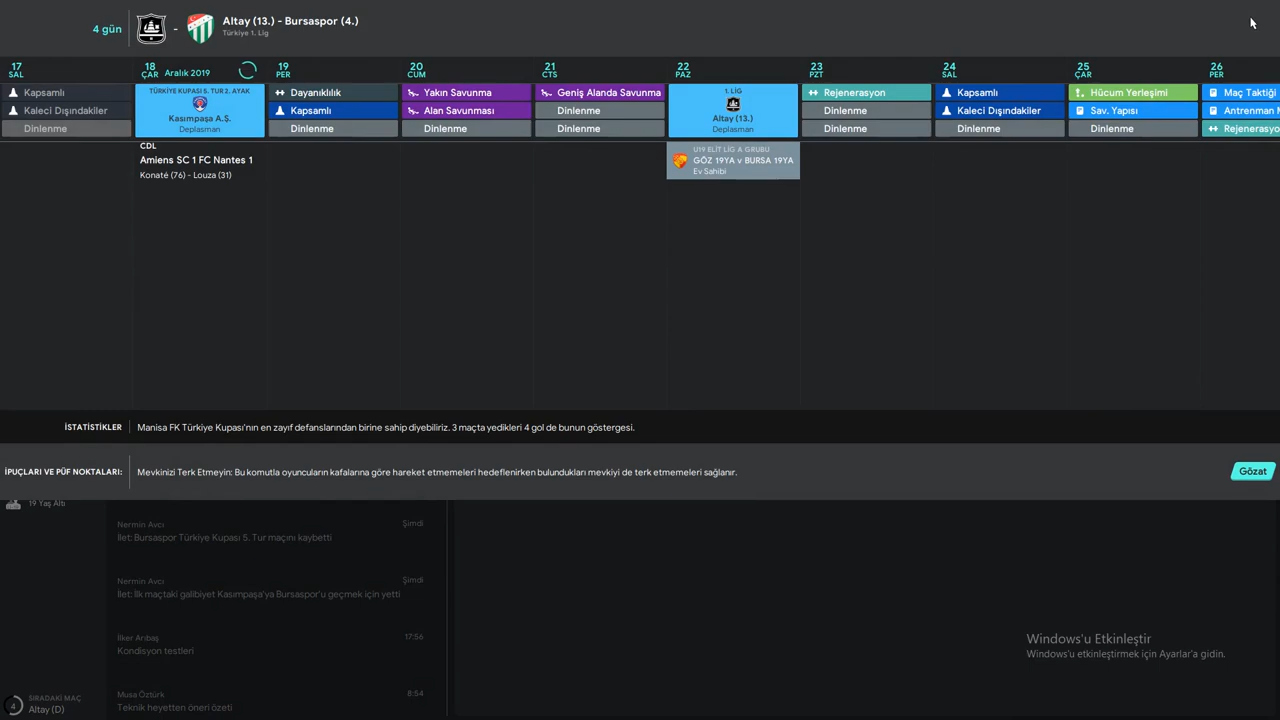 4 gün
Altay (13.) - Bursaspor (4.)
Türkiye 1. Lig
17 SAL
18 ÇAR Aralık 2019
19 PER
20 CUM
21 CTS
22 PAZ
23 PZT
24 SAL
25 ÇAR
26 PER
Kapsamlı
Kaleci Dışındakiler
Dinlenme
TÜRKİYE KUPASI 5. TUR 2. AYAK
Kasımpaşa A.Ş.
Deplasman
Dayanıklılık
Kapsamlı
Dinlenme
Yakın Savunma
Alan Savunması
Dinlenme
Geniş Alanda Savunma
Dinlenme
Dinlenme
1. LİG
Altay (13.)
Deplasman
Rejenerasyon
Dinlenme
Dinlenme
Kapsamlı
Kaleci Dışındakiler
Dinlenme
Hücum Yerleşimi
Sav. Yapısı
Dinlenme
Maç Taktiği
Antrenman
Rejenerasyo
CDL
Amiens SC 1 FC Nantes 1
Konaté (76) - Louza (31)
U19 ELİT LİG A GRUBU
GÖZ 19YA v BURSA 19YA
Ev Sahibi
İSTATİSTİKLER
Manisa FK Türkiye Kupası'nın en zayıf defanslarından birine sahip diyebiliriz. 3 maçta yedikleri 4 gol de bunun göstergesi.
İPUÇLARI VE PÜF NOKTALARI:
Mevkinizi Terk Etmeyin: Bu komutla oyuncuların kafalarına göre hareket etmemeleri hedeflenirken bulundukları mevkiyi de terk etmemeleri sağlanır.
Gözat
19 Yaş Altı
Nermin Avcı
Şimdi
İlet: Bursaspor Türkiye Kupası 5. Tur maçını kaybetti
Nermin Avcı
Şimdi
İlet: İlk maçtaki galibiyet Kasımpaşa'ya Bursaspor'u geçmek için yetti
İlker Arıbaş
17:56
Kondisyon testleri
Musa Öztürk
8:54
Teknik heyetten öneri özeti
4
SIRADAKİ MAÇ
Altay (D)
Windows'u Etkinleştir
Windows'u etkinleştirmek için Ayarlar'a gidin.